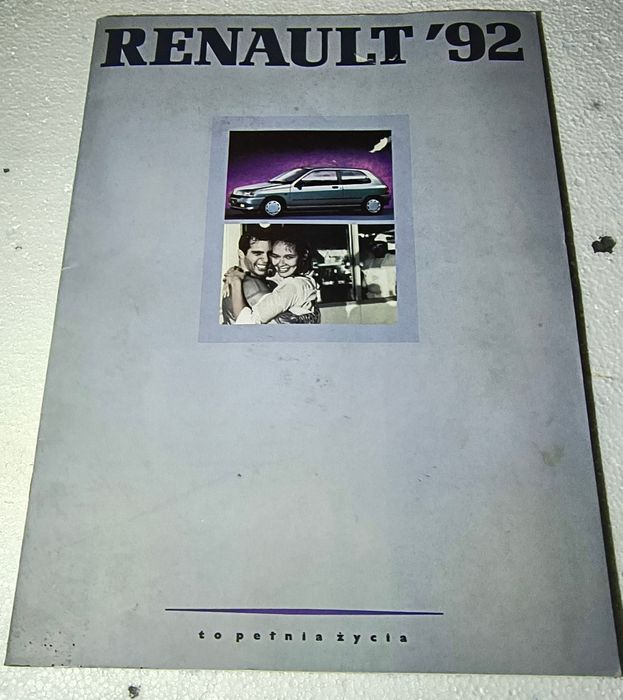 RENAULT '92
to pełnia życia